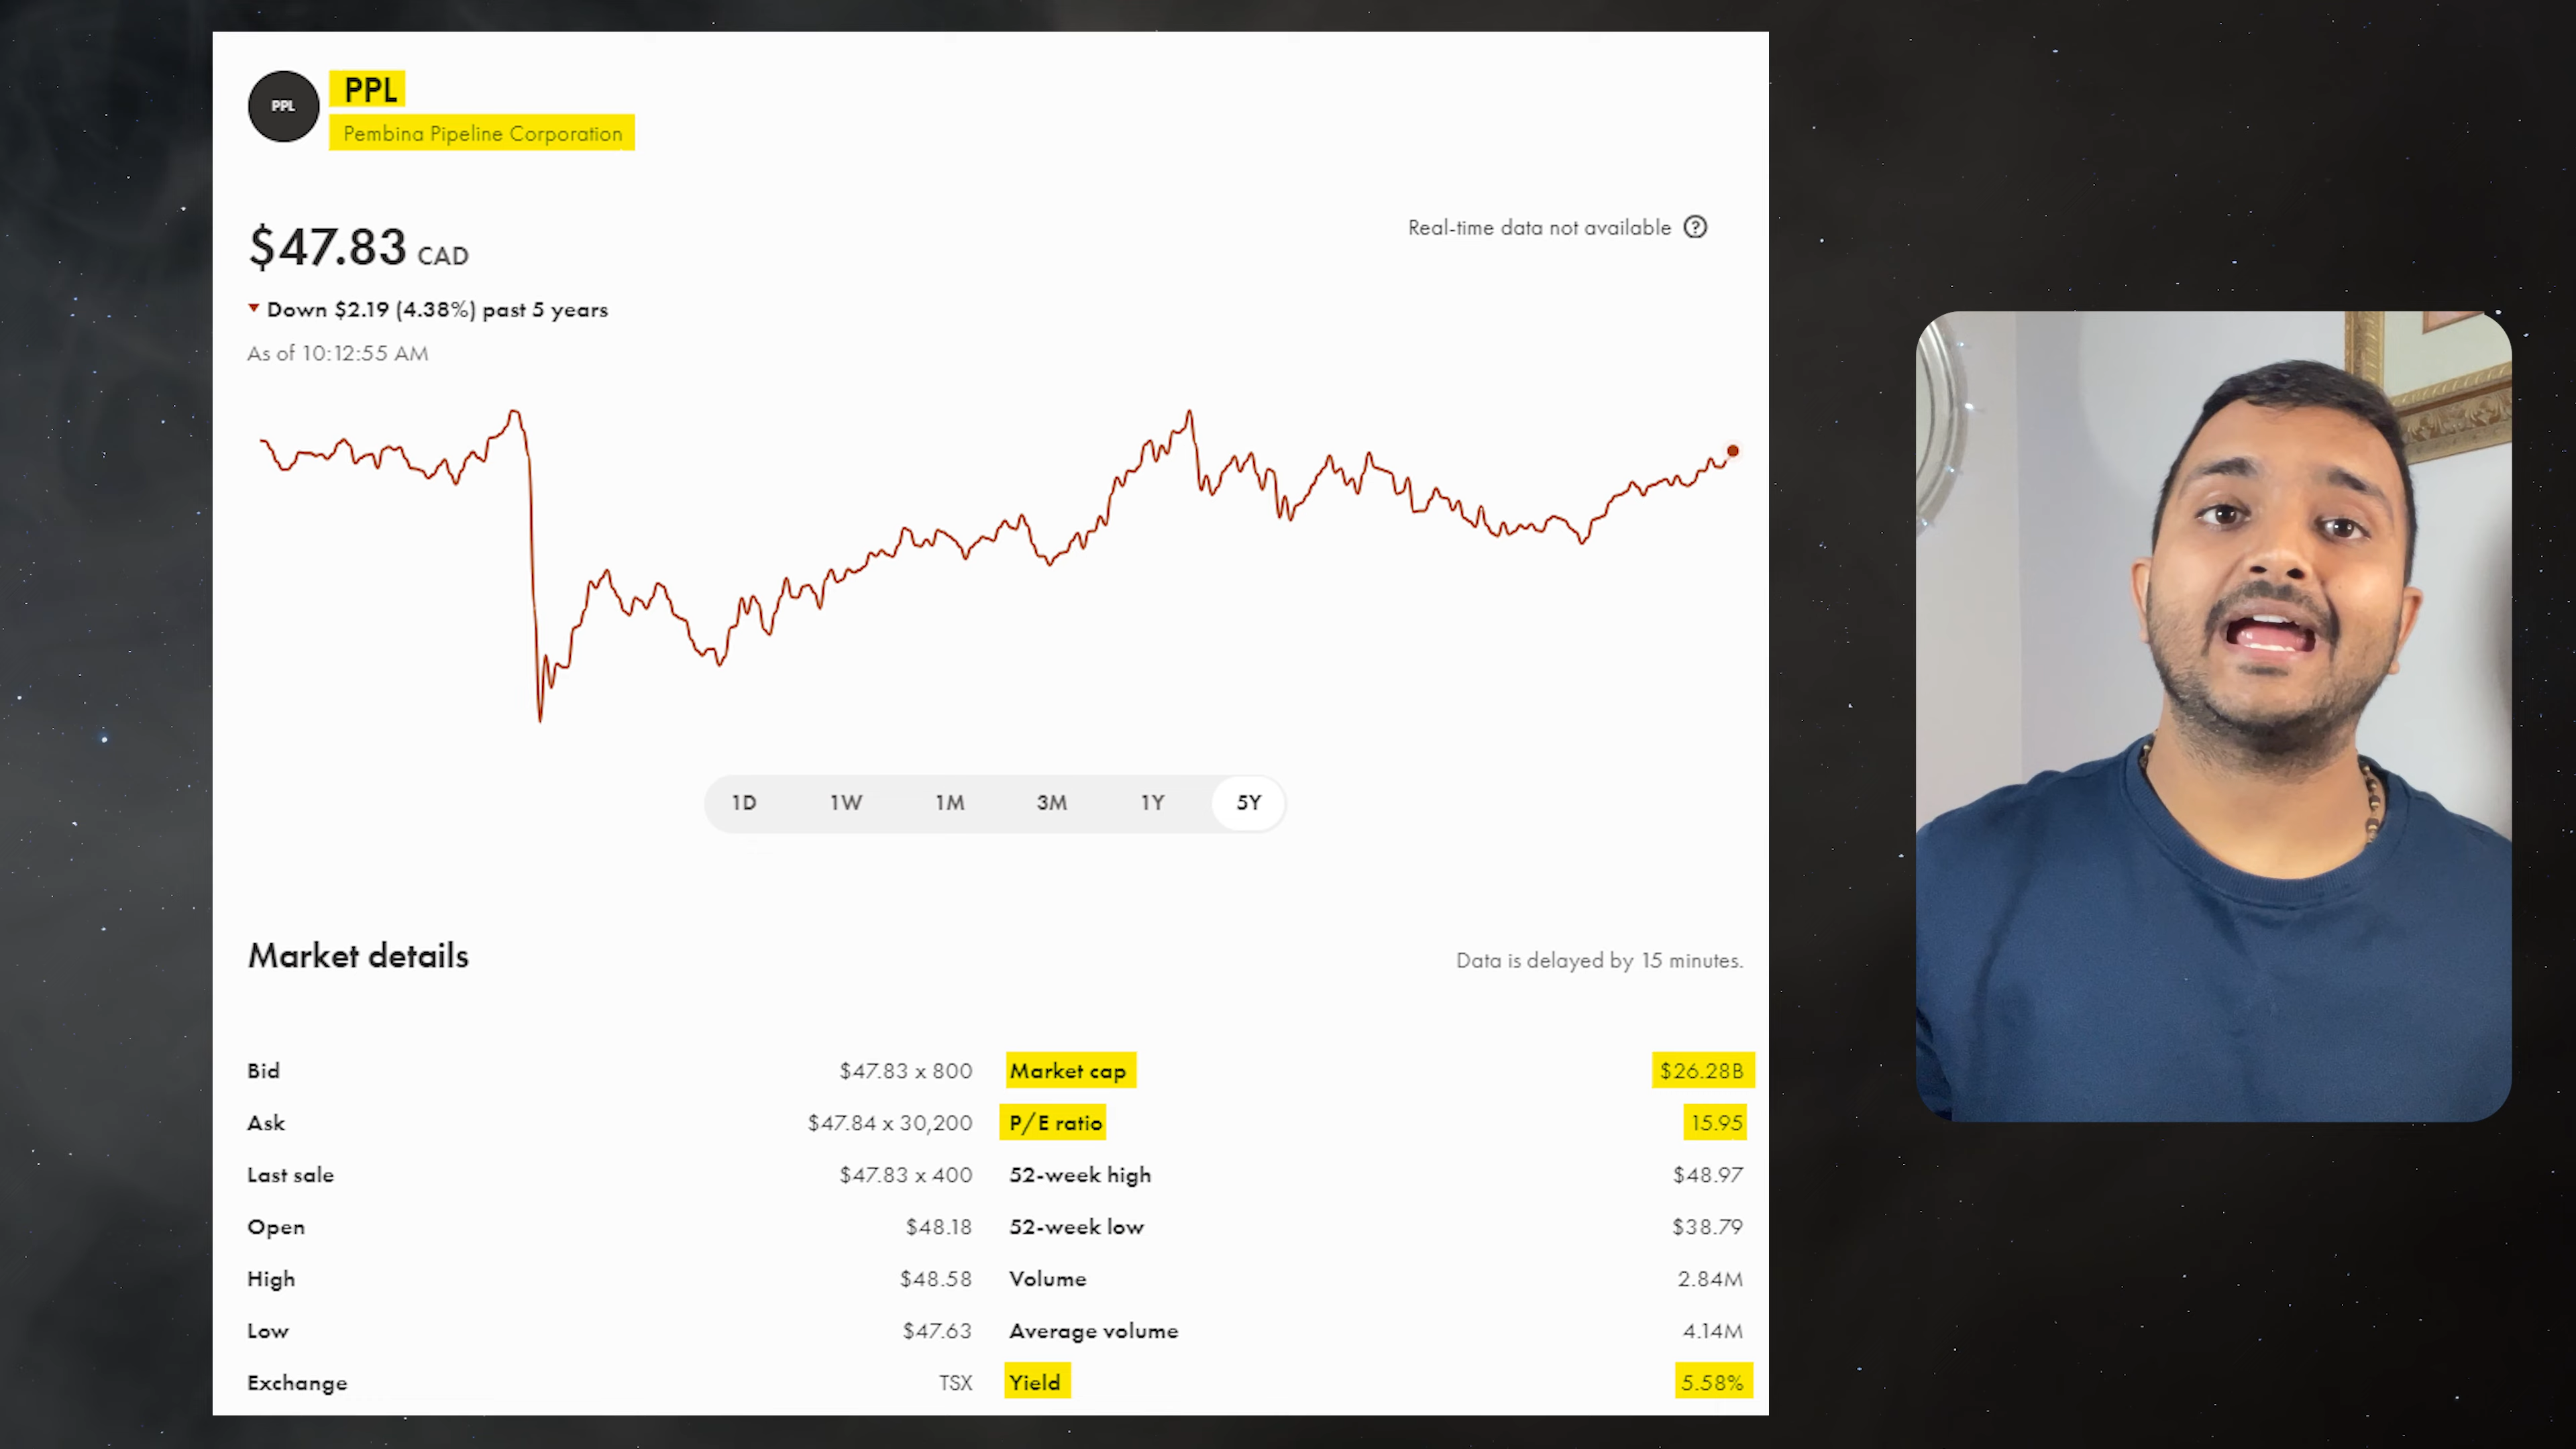 PPL
PPL
Pembina Pipeline Corporation
$47.83 CAD
Real-time data not available ?
Down $2.19 (4.38%) past 5 years
As of 10:12:55 AM
1D 1W 1M 3M 1Y 5Y
Market details
Data is delayed by 15 minutes.
Bid $47.83 x 800 Market cap $26.28B
Ask $47.84 x 30,200 P/E ratio 15.95
Last sale $47.83 x 400 52-week high $48.97
Open $48.18 52-week low $38.79
High $48.58 Volume 2.84M
Low $47.63 Average volume 4.14M
Exchange TSX Yield 5.58%